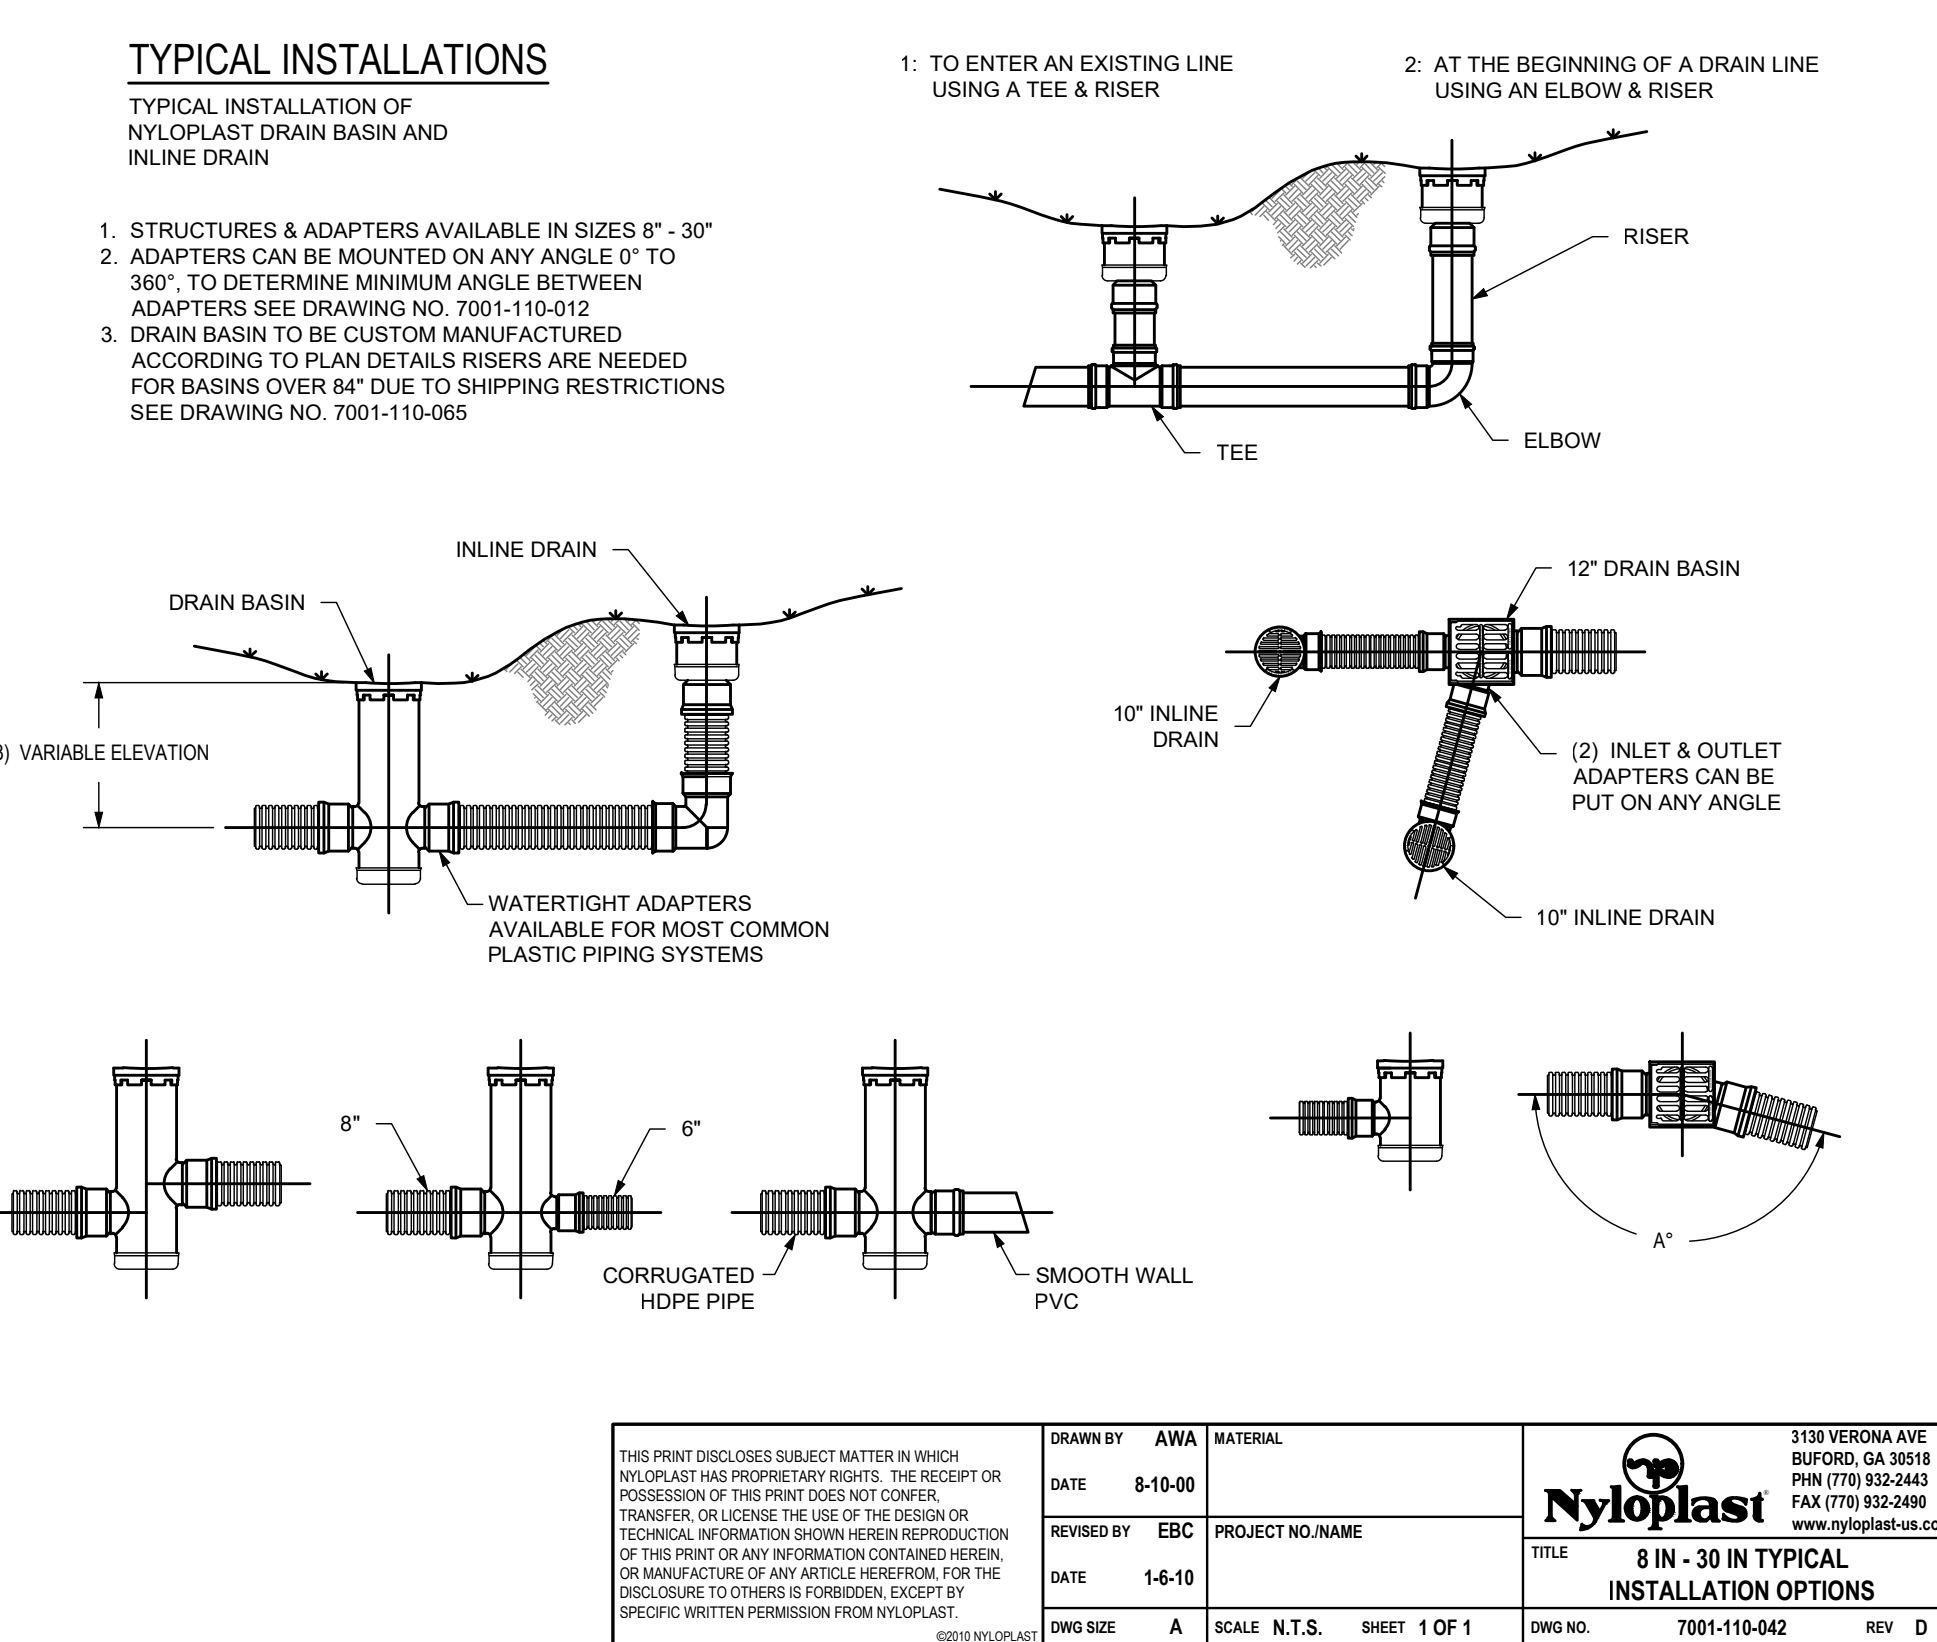 TYPICAL INSTALLATIONS
TYPICAL INSTALLATION OF
NYLOPLAST DRAIN BASIN AND
INLINE DRAIN
1. STRUCTURES & ADAPTERS AVAILABLE IN SIZES 8" - 30"
2. ADAPTERS CAN BE MOUNTED ON ANY ANGLE 0° TO
360°, TO DETERMINE MINIMUM ANGLE BETWEEN
ADAPTERS SEE DRAWING NO. 7001-110-012
3. DRAIN BASIN TO BE CUSTOM MANUFACTURED
ACCORDING TO PLAN DETAILS RISERS ARE NEEDED
FOR BASINS OVER 84" DUE TO SHIPPING RESTRICTIONS
SEE DRAWING NO. 7001-110-065
1: TO ENTER AN EXISTING LINE
USING A TEE & RISER
2: AT THE BEGINNING OF A DRAIN LINE
USING AN ELBOW & RISER
RISER
ELBOW
TEE
INLINE DRAIN
DRAIN BASIN
3) VARIABLE ELEVATION
WATERTIGHT ADAPTERS
AVAILABLE FOR MOST COMMON
PLASTIC PIPING SYSTEMS
12" DRAIN BASIN
10" INLINE
DRAIN
(2) INLET & OUTLET
ADAPTERS CAN BE
PUT ON ANY ANGLE
10" INLINE DRAIN
8"
6"
CORRUGATED
HDPE PIPE
SMOOTH WALL
PVC
A°
THIS PRINT DISCLOSES SUBJECT MATTER IN WHICH
NYLOPLAST HAS PROPRIETARY RIGHTS. THE RECEIPT OR
POSSESSION OF THIS PRINT DOES NOT CONFER,
TRANSFER, OR LICENSE THE USE OF THE DESIGN OR
TECHNICAL INFORMATION SHOWN HEREIN REPRODUCTION
OF THIS PRINT OR ANY INFORMATION CONTAINED HEREIN,
OR MANUFACTURE OF ANY ARTICLE HEREFROM, FOR THE
DISCLOSURE TO OTHERS IS FORBIDDEN, EXCEPT BY
SPECIFIC WRITTEN PERMISSION FROM NYLOPLAST.
©2010 NYLOPLAST
DRAWN BY AWA
DATE 8-10-00
REVISED BY EBC
DATE 1-6-10
DWG SIZE A
MATERIAL
PROJECT NO./NAME
SCALE N.T.S. SHEET 1 OF 1
Nyloplast®
3130 VERONA AVE
BUFORD, GA 30518
PHN (770) 932-2443
FAX (770) 932-2490
www.nyloplast-us.co
TITLE
8 IN - 30 IN TYPICAL
INSTALLATION OPTIONS
DWG NO. 7001-110-042 REV D